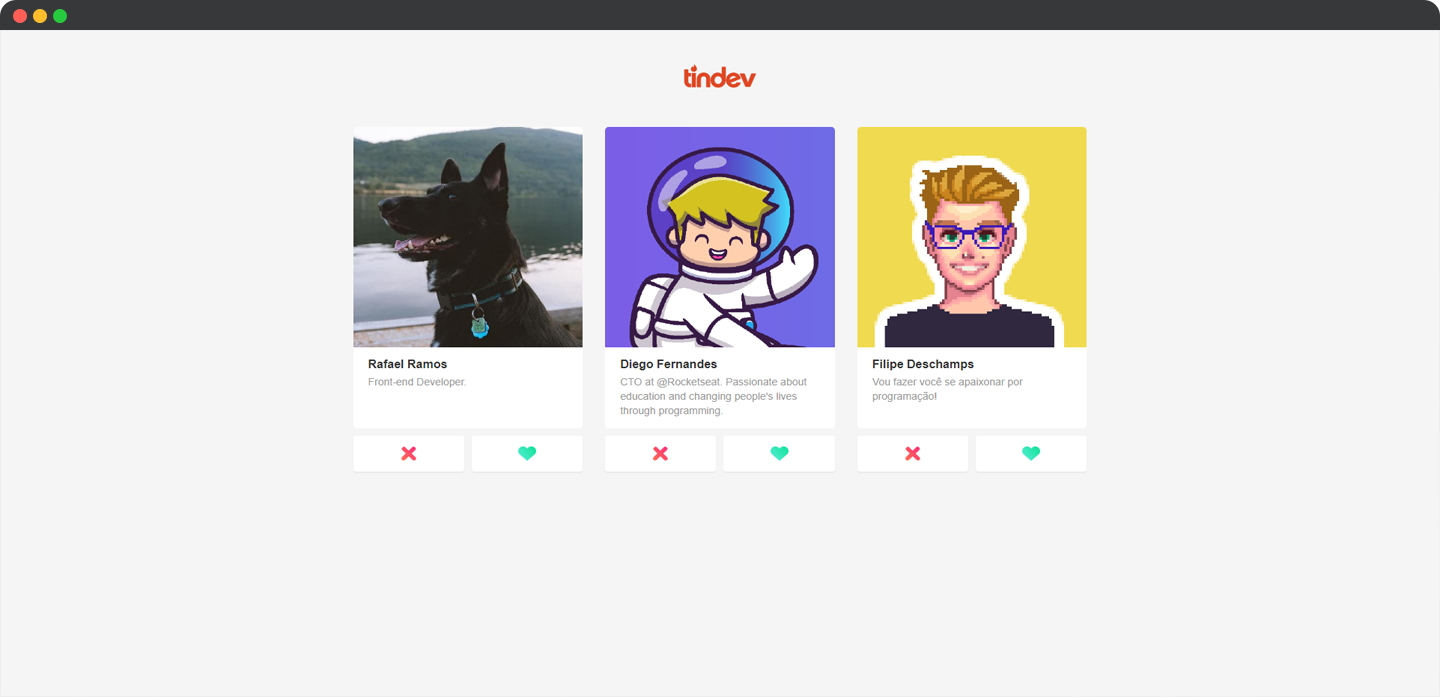 tindev
Rafael Ramos
Front-end Developer.
Diego Fernandes
CTO at @Rocketseat. Passionate about
education and changing people's lives
through programming.
Filipe Deschamps
Vou fazer você se apaixonar por
programação!